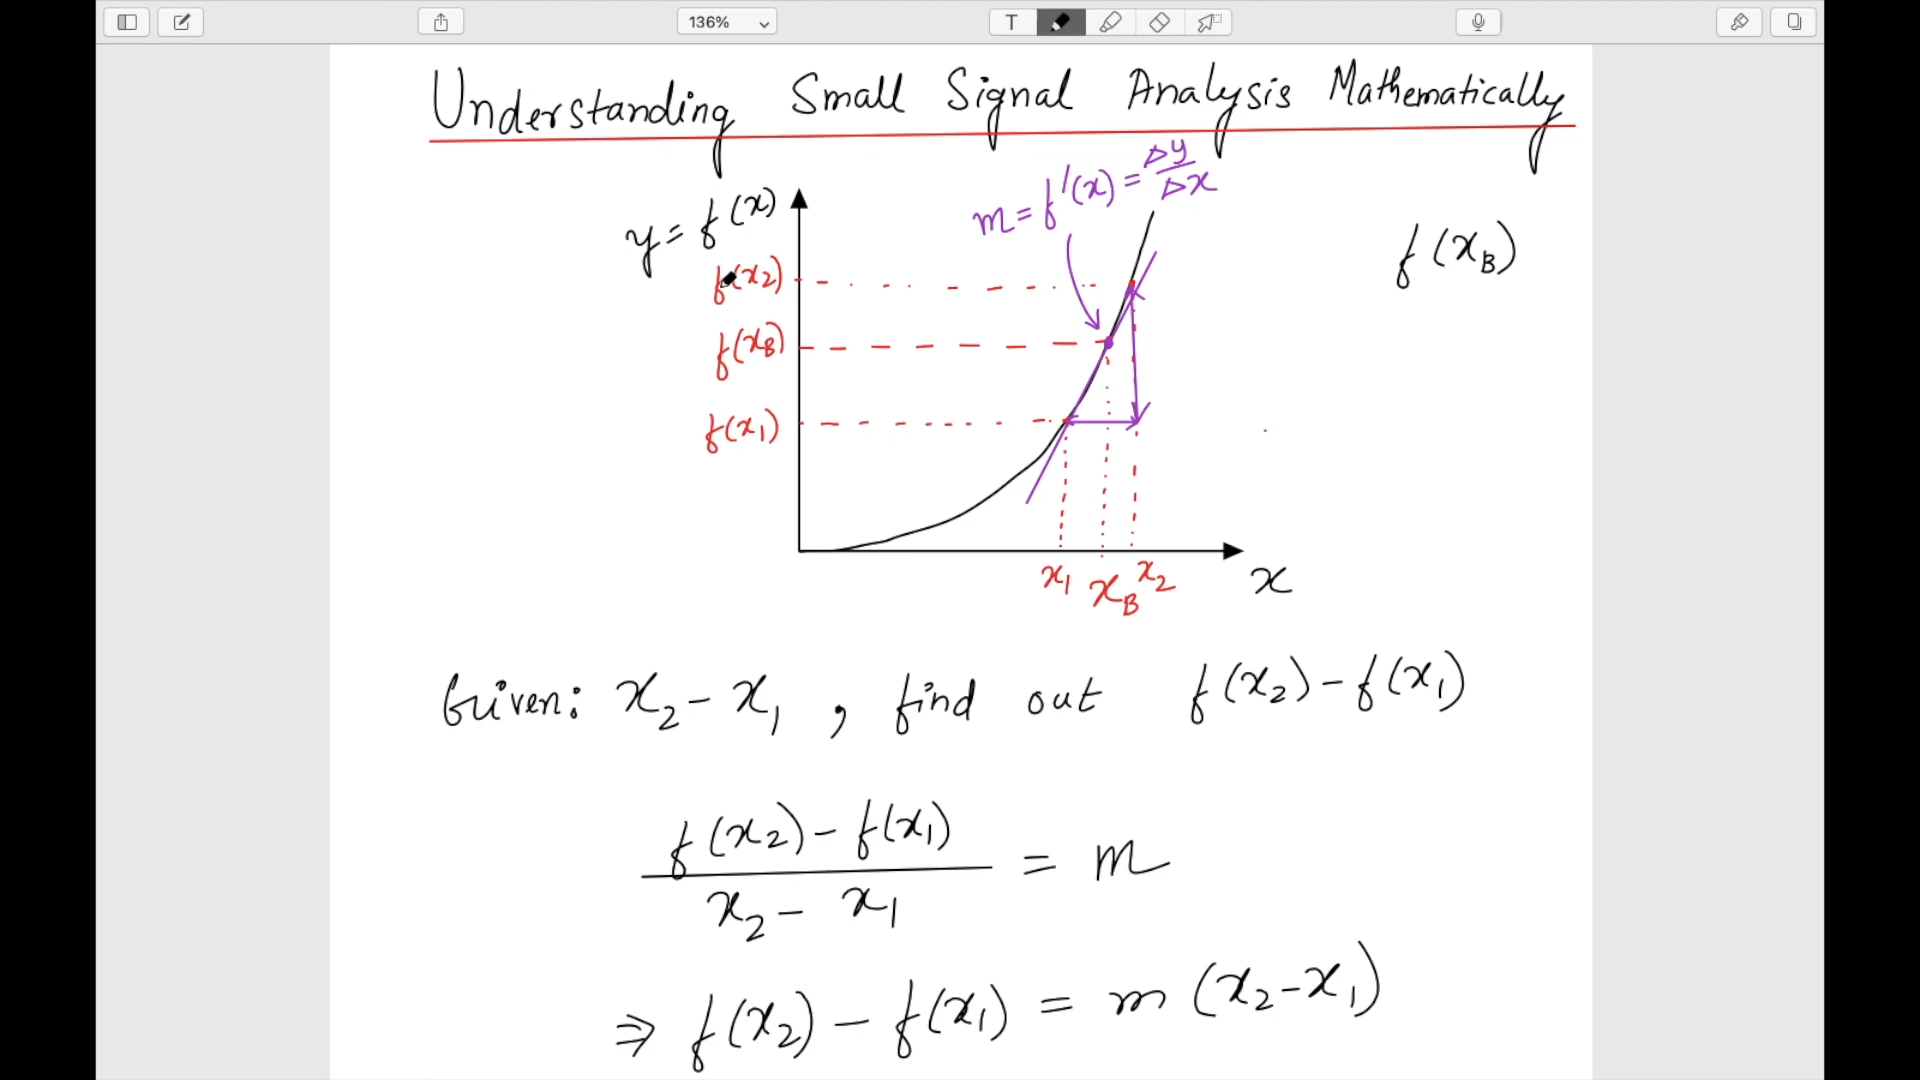 136%
T
Understanding Small Signal Analysis Mathematically
m = f'(x) = Δy/Δx
y = f(x)
f(xB)
f(x2)
f(xB)
f(x1)
x1 xB x2 x
Given: x2 - x1 , find out f(x2) - f(x1)
f(x2) - f(x1)
= m
x2 - x1
⇒ f(x2) - f(x1) = m (x2 - x1)